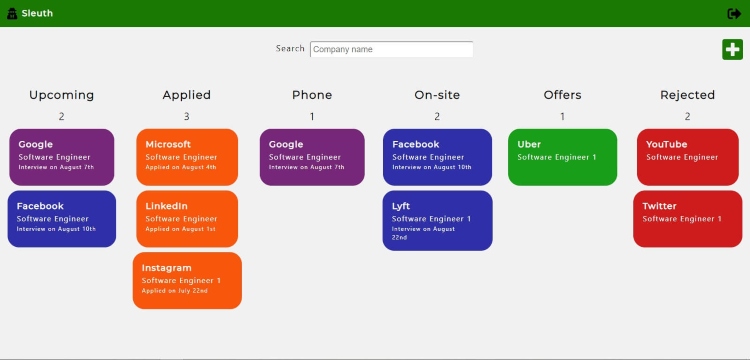 Sleuth
Search Company name
Upcoming
2
Google
Software Engineer
Interview on August 7th
Facebook
Software Engineer
Interview on August 10th
Applied
3
Microsoft
Software Engineer
Applied on August 4th
LinkedIn
Software Engineer
Applied on August 1st
Instagram
Software Engineer 1
Applied on July 22nd
Phone
1
Google
Software Engineer
Interview on August 7th
On-site
2
Facebook
Software Engineer
Interview on August 10th
Lyft
Software Engineer 1
Interview on August
22nd
Offers
1
Uber
Software Engineer 1
Rejected
2
YouTube
Software Engineer
Twitter
Software Engineer 1